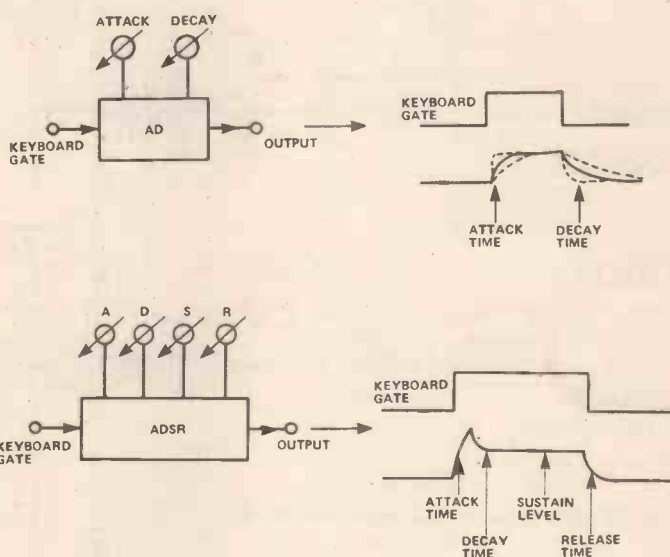 ATTACK DECAY
AD
KEYBOARD
GATE
OUTPUT
KEYBOARD
GATE
ATTACK
TIME
DECAY
TIME
A D S R
ADSR
KEYBOARD
GATE
OUTPUT
KEYBOARD
GATE
ATTACK
TIME
DECAY
TIME
SUSTAIN
LEVEL
RELEASE
TIME